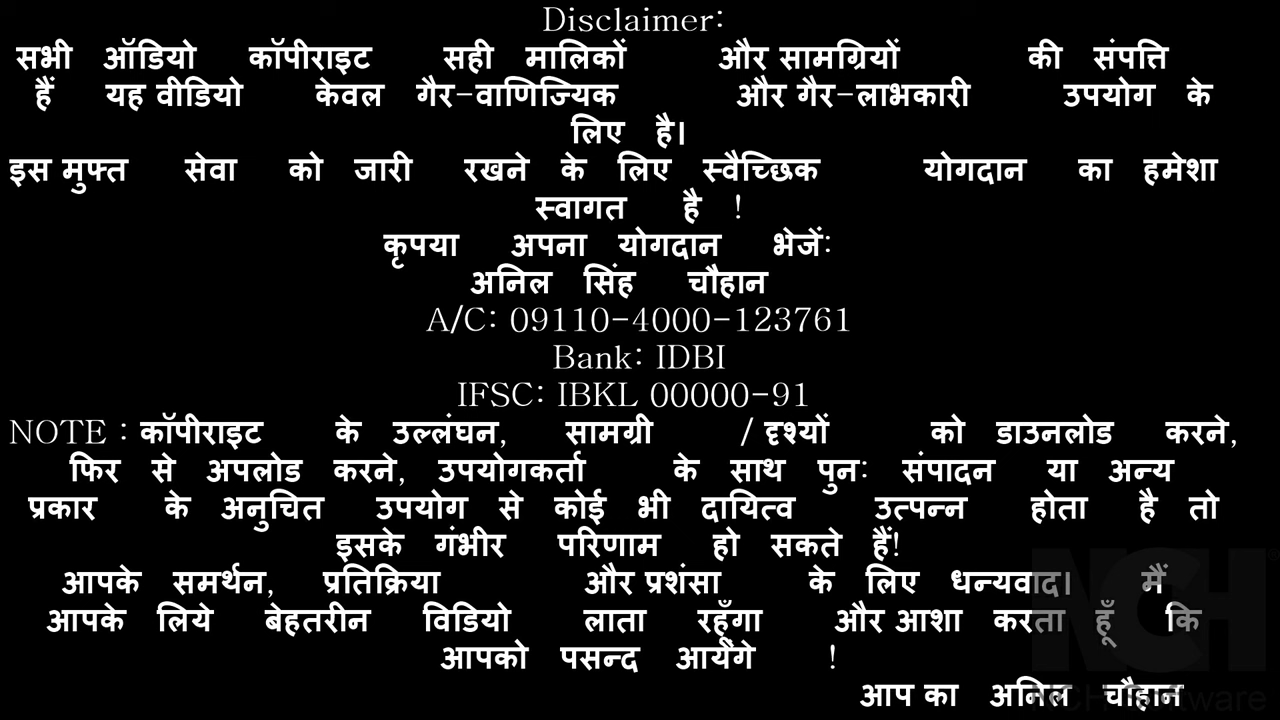 Disclaimer:
सभी ऑडियो कॉपीराइट सही मालिकों और सामग्रियों की संपत्ति
हैं यह वीडियो केवल गैर-वाणिज्यिक और गैर-लाभकारी उपयोग के
लिए है।
इस मुफ्त सेवा को जारी रखने के लिए स्वैच्छिक योगदान का हमेशा
स्वागत है !
कृपया अपना योगदान भेजें:
अनिल सिंह चौहान
A/C: 09110-4000-123761
Bank: IDBI
IFSC: IBKL 00000-91
NOTE : कॉपीराइट के उल्लंघन, सामग्री / दृश्यों को डाउनलोड करने,
फिर से अपलोड करने, उपयोगकर्ता के साथ पुन: संपादन या अन्य
प्रकार के अनुचित उपयोग से कोई भी दायित्व उत्पन्न होता है तो
इसके गंभीर परिणाम हो सकते हैं!
आपके समर्थन, प्रतिक्रिया और प्रशंसा के लिए धन्यवाद। मैं
आपके लिये बेहतरीन विडियो लाता रहूँगा और आशा करता हूँ कि
आपको पसन्द आयेंगे !
आप का अनिल चौहान
NCH
NCH Software